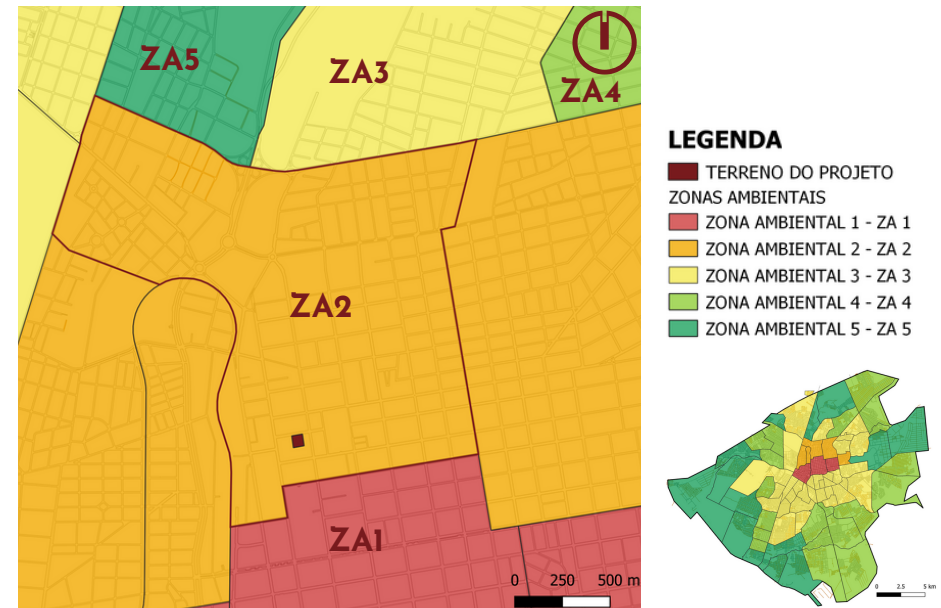 ZA5
ZA3
ZA4
ZA2
ZA1
0 250 500 m
LEGENDA
TERRENO DO PROJETO
ZONAS AMBIENTAIS
ZONA AMBIENTAL 1 - ZA 1
ZONA AMBIENTAL 2 - ZA 2
ZONA AMBIENTAL 3 - ZA 3
ZONA AMBIENTAL 4 - ZA 4
ZONA AMBIENTAL 5 - ZA 5
0 2.5 5 km